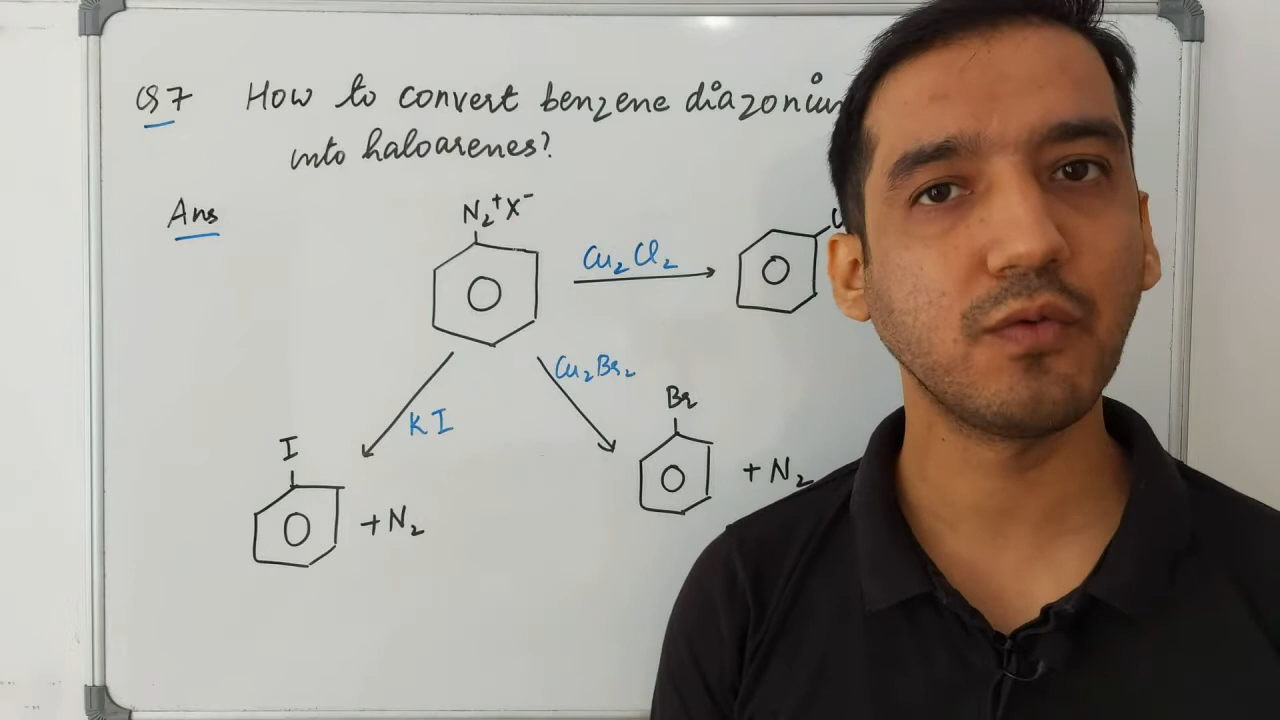 Q7 How to convert benzene diazonium
into haloarenes?
Ans
N₂⁺X⁻
Cu₂Cl₂
Cu₂Br₂
KI
Br
+ N₂
I
+ N₂